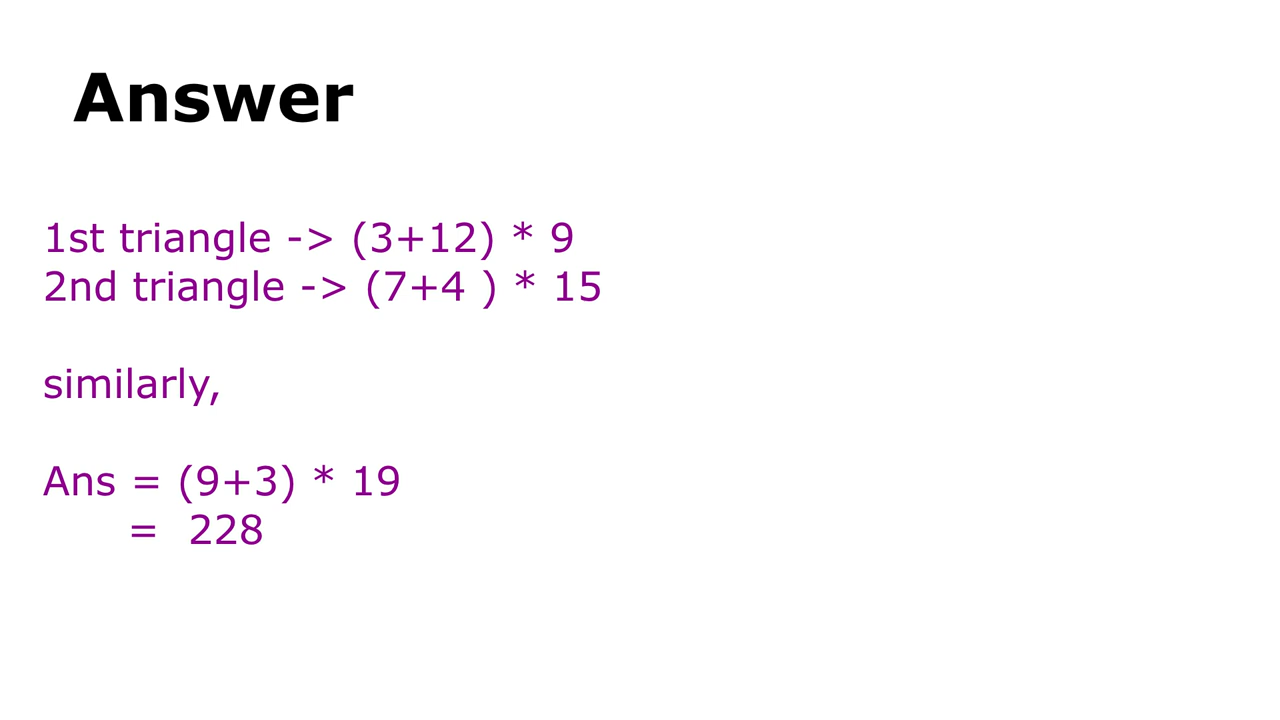 Answer
1st triangle -> (3+12) * 9
2nd triangle -> (7+4 ) * 15
similarly,
Ans = (9+3) * 19
= 228